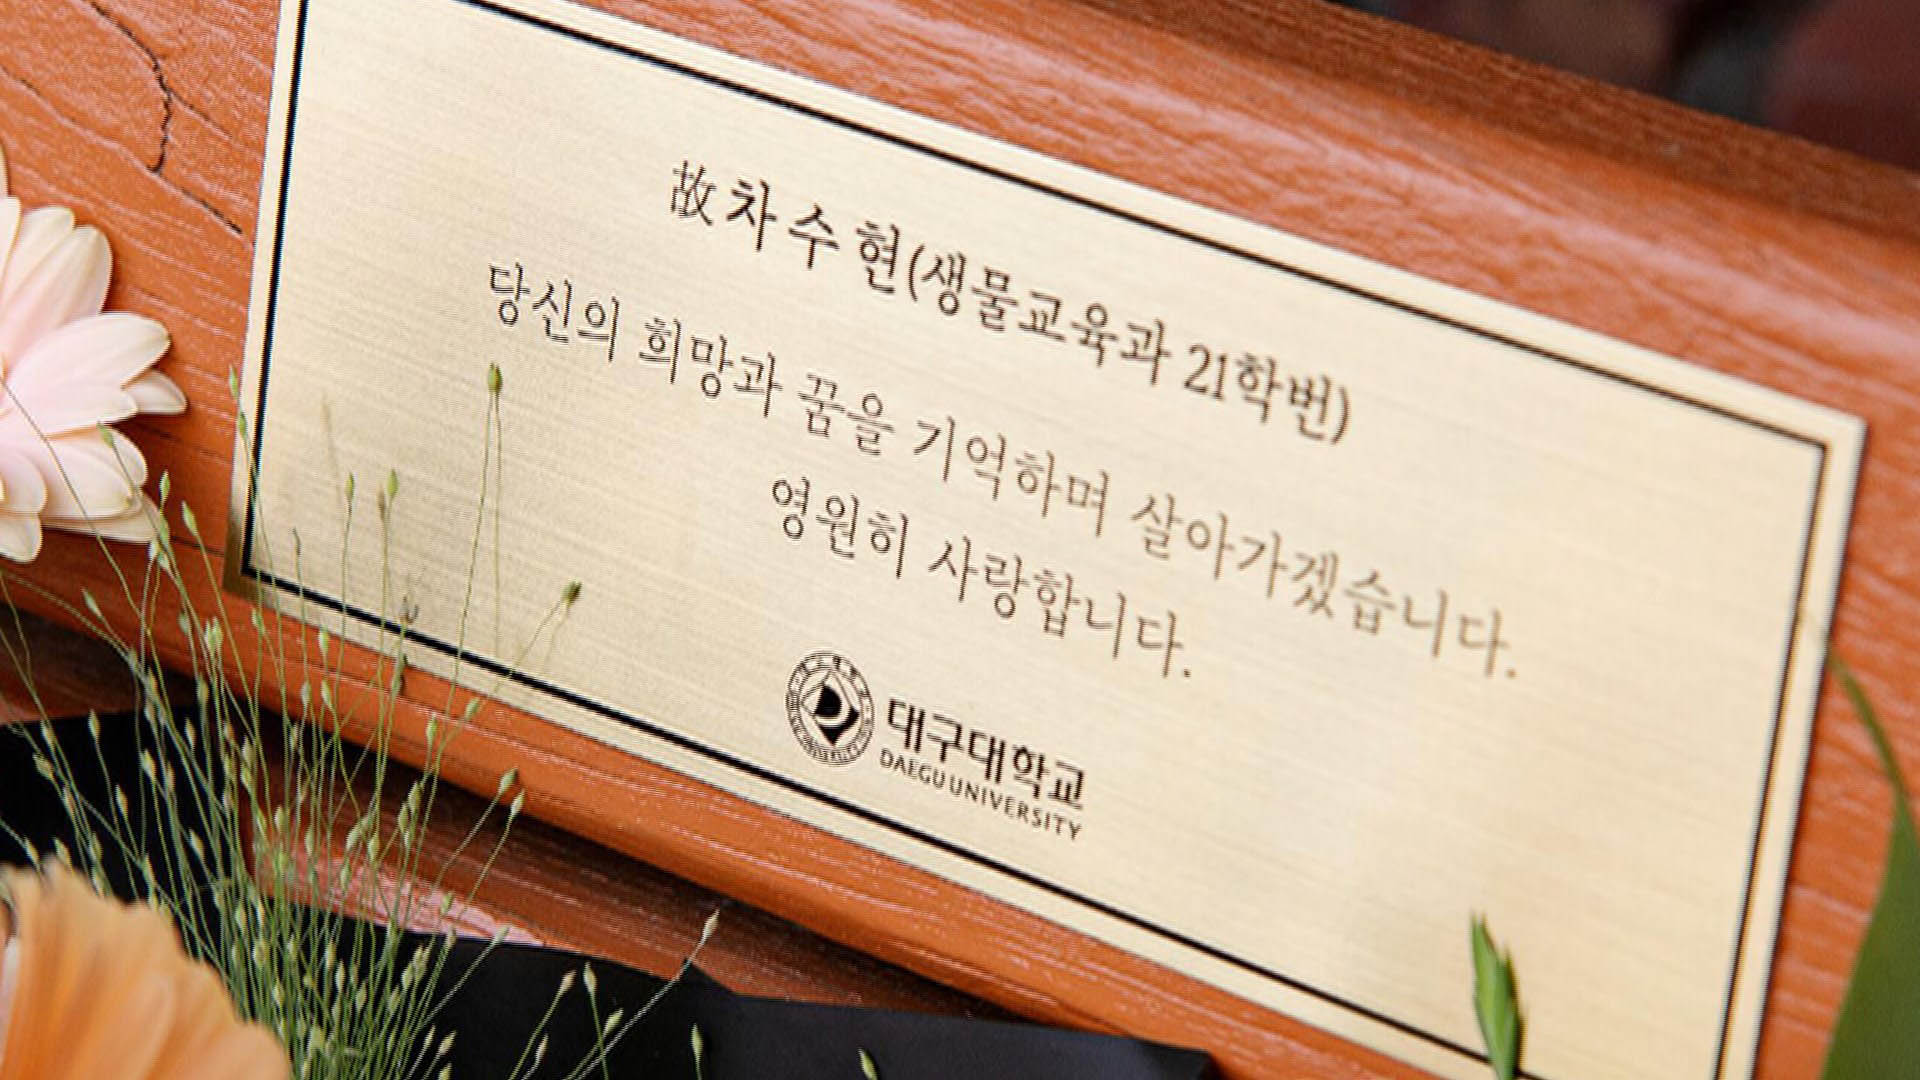 故 차 수 현(생물교육과 21학번)
당신의 희망과 꿈을 기억하며 살아가겠습니다.
영원히 사랑합니다.
대구대학교
DAEGU UNIVERSITY